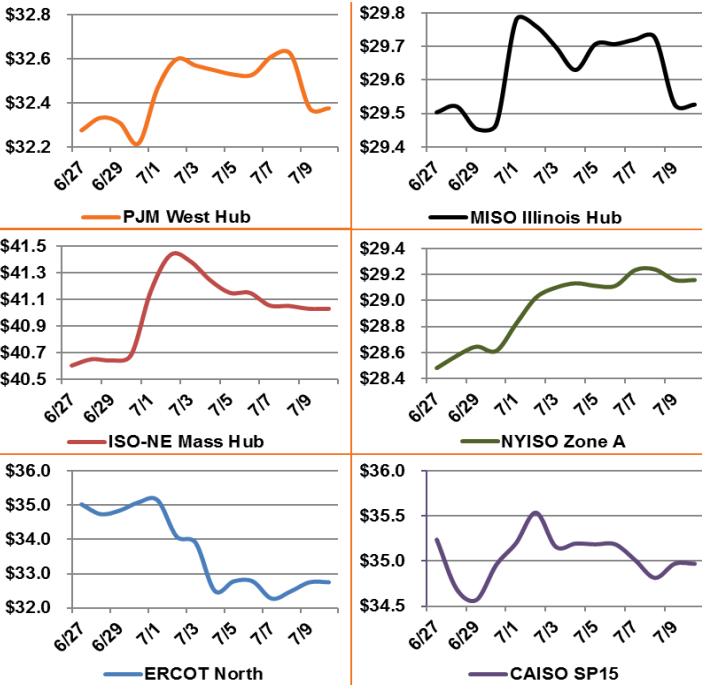 $32.8
$32.6
$32.4
$32.2
6/27 6/29 7/1 7/3 7/5 7/7 7/9
PJM West Hub
$29.8
$29.7
$29.6
$29.5
$29.4
6/27 6/29 7/1 7/3 7/5 7/7 7/9
MISO Illinois Hub
$41.5
$41.3
$41.1
$40.9
$40.7
$40.5
6/27 6/29 7/1 7/3 7/5 7/7 7/9
ISO-NE Mass Hub
$29.4
$29.2
$29.0
$28.8
$28.6
$28.4
6/27 6/29 7/1 7/3 7/5 7/7 7/9
NYISO Zone A
$36.0
$35.0
$34.0
$33.0
$32.0
6/27 6/29 7/1 7/3 7/5 7/7 7/9
ERCOT North
$36.0
$35.5
$35.0
$34.5
6/27 6/29 7/1 7/3 7/5 7/7 7/9
CAISO SP15